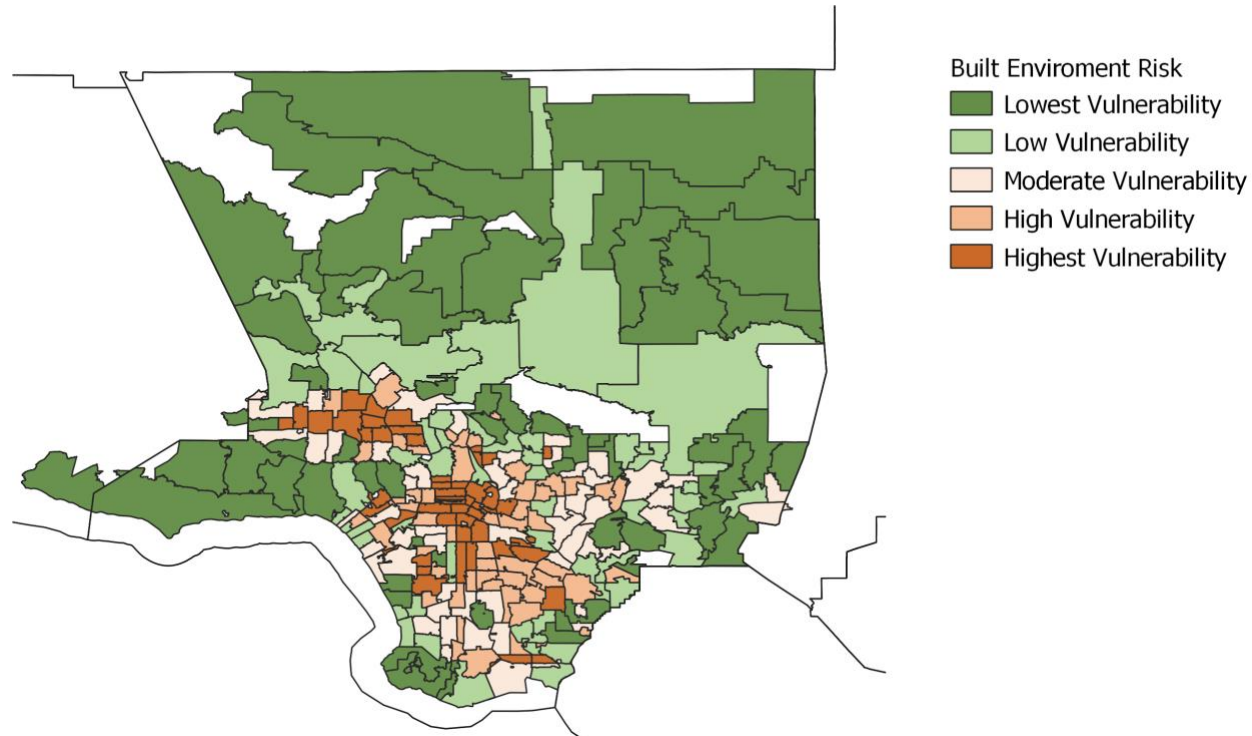 Built Enviroment Risk
Lowest Vulnerability
Low Vulnerability
Moderate Vulnerability
High Vulnerability
Highest Vulnerability